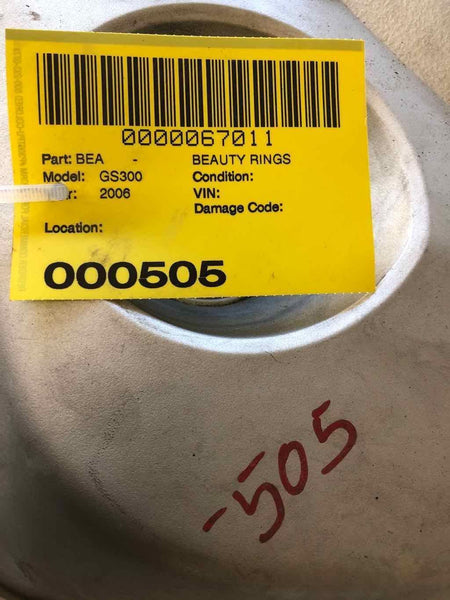 0000067011
Part: BEA - BEAUTY RINGS
Model: GS300 Condition:
2006 VIN:
Damage Code:
Location:
000505
-505